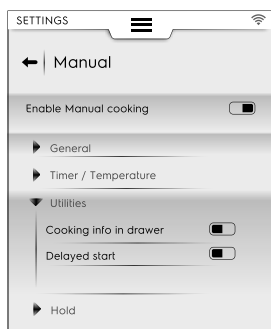 SETTINGS
Manual
Enable Manual cooking
General
Timer / Temperature
Utilities
Cooking info in drawer
Delayed start
Hold